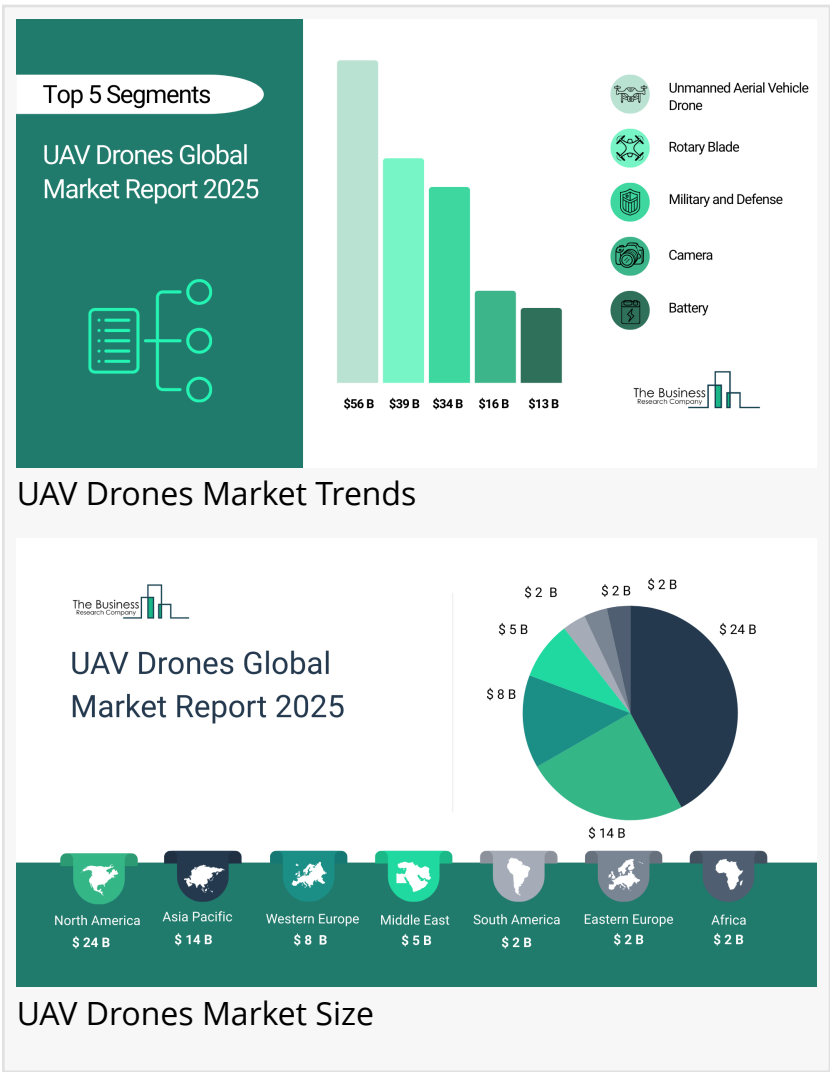 Top 5 Segments
UAV Drones Global
Market Report 2025
$56 B
$39 B
$34 B
$16 B
$13 B
Unmanned Aerial Vehicle
Drone
Rotary Blade
Military and Defense
Camera
Battery
The Business
Research Company
UAV Drones Market Trends
The Business
Research Company
UAV Drones Global
Market Report 2025
$ 2 B
$ 2 B
$ 2 B
$ 5 B
$ 24 B
$ 8 B
$ 14 B
North America
$ 24 B
Asia Pacific
$ 14 B
Western Europe
$ 8 B
Middle East
$ 5 B
South America
$ 2 B
Eastern Europe
$ 2 B
Africa
$ 2 B
UAV Drones Market Size